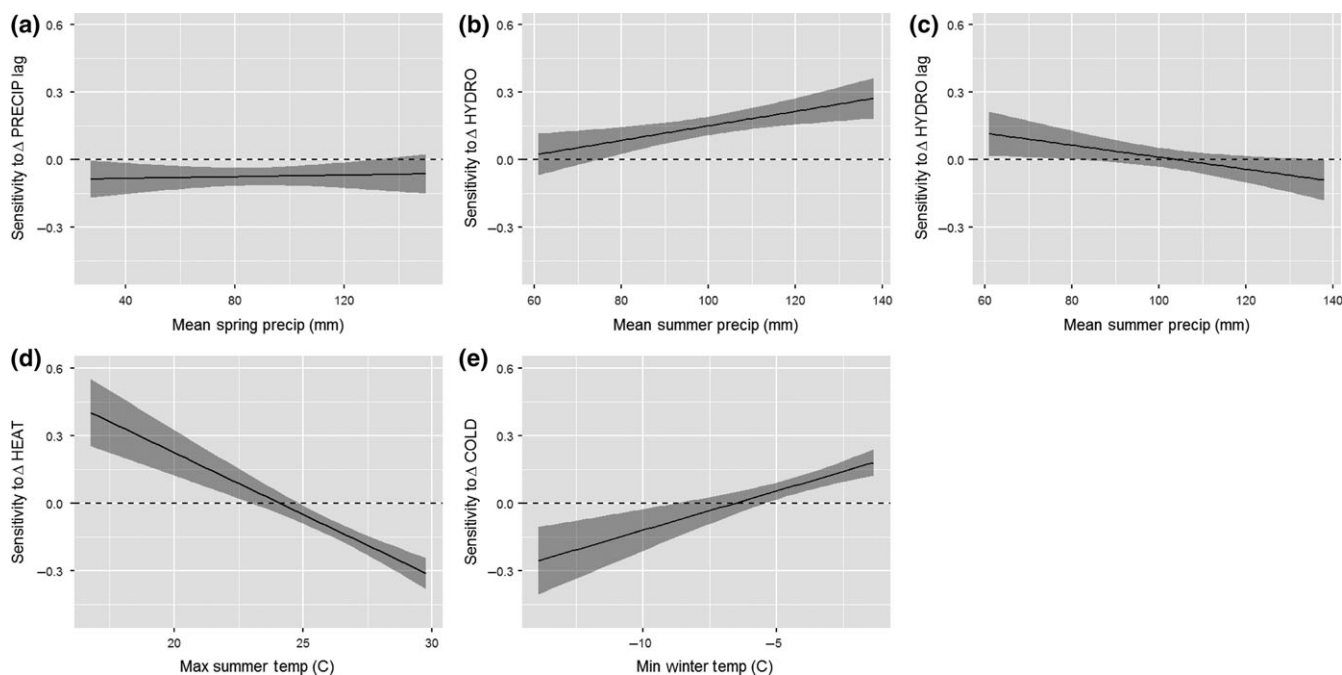 (a)
Sensitivity to Δ PRECIP lag
0.6
0.3
0.0
−0.3
40
80
120
Mean spring precip (mm)
(b)
Sensitivity to Δ HYDRO
0.6
0.3
0.0
−0.3
60
80
100
120
140
Mean summer precip (mm)
(c)
Sensitivity to Δ HYDRO lag
0.6
0.3
0.0
−0.3
60
80
100
120
140
Mean summer precip (mm)
(d)
Sensitivity to Δ HEAT
0.6
0.3
0.0
−0.3
20
25
30
Max summer temp (C)
(e)
Sensitivity to Δ COLD
0.6
0.3
0.0
−0.3
−10
−5
Min winter temp (C)